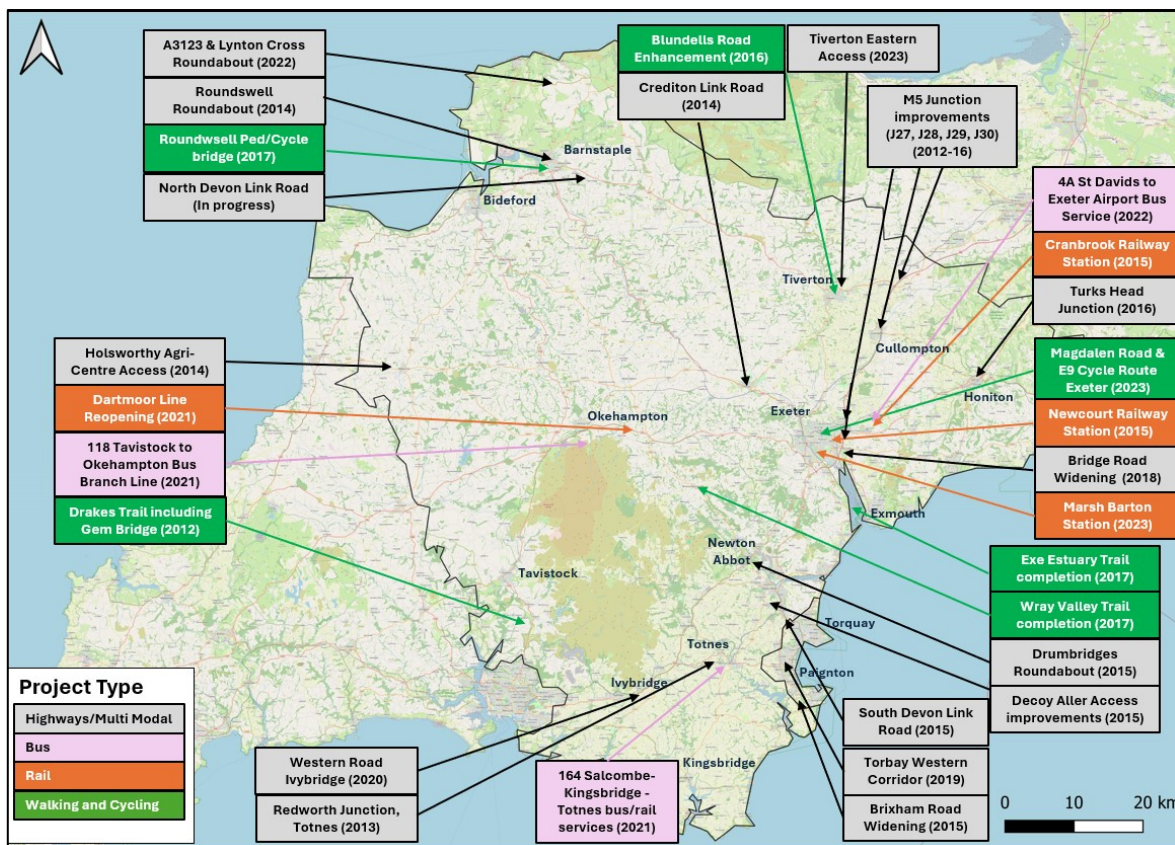 A3123 & Lynton Cross
Roundabout (2022)
Roundswell
Roundabout (2014)
Roundwsell Ped/Cycle
bridge (2017)
North Devon Link Road
(In progress)
Blundells Road
Enhancement (2016)
Crediton Link Road
(2014)
Tiverton Eastern
Access (2023)
M5 Junction
improvements
(J27, J28, J29, J30)
(2012-16)
4A St Davids to
Exeter Airport Bus
Service (2022)
Cranbrook Railway
Station (2015)
Turks Head
Junction (2016)
Magdalen Road &
E9 Cycle Route
Exeter (2023)
Newcourt Railway
Station (2015)
Bridge Road
Widening (2018)
Marsh Barton
Station (2023)
Barnstaple
Bideford
Tiverton
Cullompton
Honiton
Exeter
Okehampton
Exmouth
Newton
Abbot
Tavistock
Torquay
Totnes
Paignton
Ivybridge
Kingsbridge
Holsworthy Agri-
Centre Access (2014)
Dartmoor Line
Reopening (2021)
118 Tavistock to
Okehampton Bus
Branch Line (2021)
Drakes Trail including
Gem Bridge (2012)
Exe Estuary Trail
completion (2017)
Wray Valley Trail
completion (2017)
Drumbridges
Roundabout (2015)
Decoy Aller Access
improvements (2015)
South Devon Link
Road (2015)
Torbay Western
Corridor (2019)
Brixham Road
Widening (2015)
Western Road
Ivybridge (2020)
Redworth Junction,
Totnes (2013)
164 Salcombe-
Kingsbridge -
Totnes bus/rail
services (2021)
Project Type
Highways/Multi Modal
Bus
Rail
Walking and Cycling
0 10 20 km